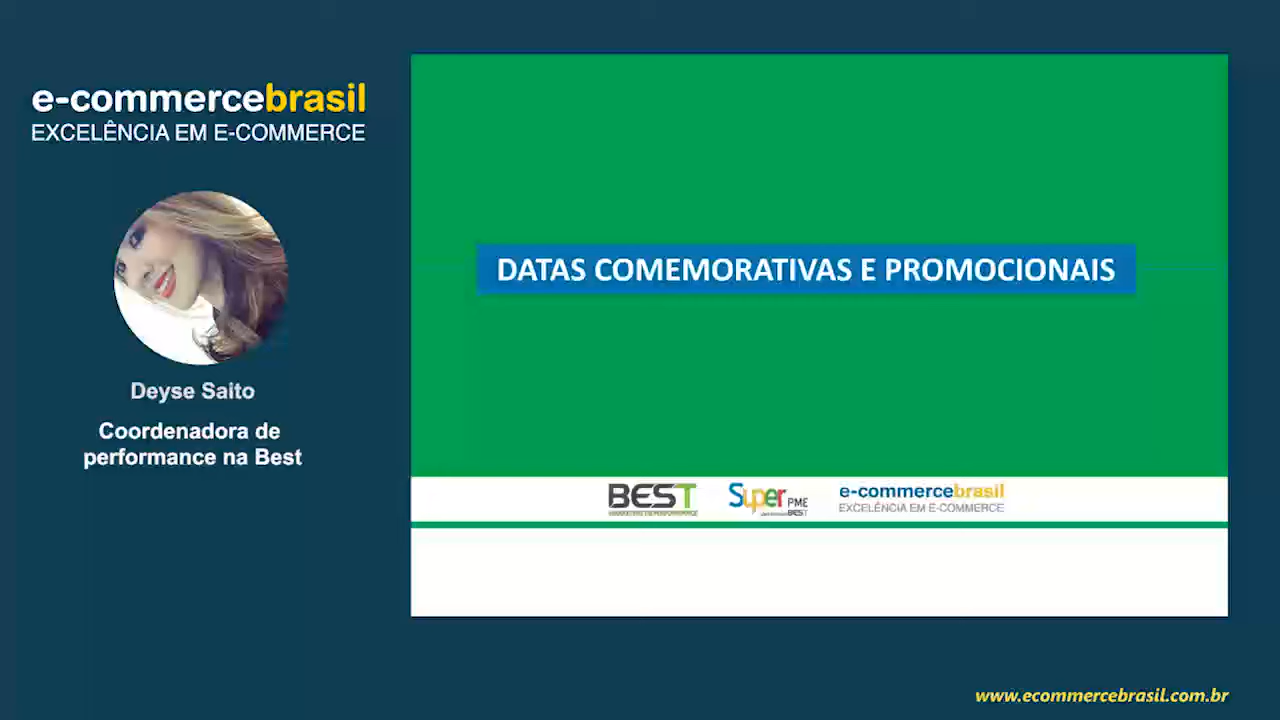 e-commercebrasil
EXCELÊNCIA EM E-COMMERCE
Deyse Saito
Coordenadora de
performance na Best
DATAS COMEMORATIVAS E PROMOCIONAIS
BEST
Super PME
BEST
e-commercebrasil
EXCELÊNCIA EM E-COMMERCE
www.ecommercebrasil.com.br